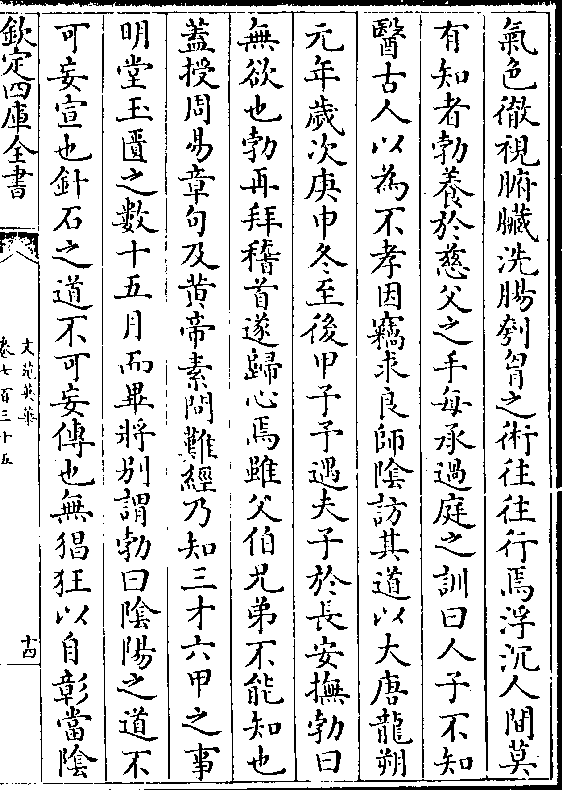 氣色徹視腑臟洗腸刳胷之術往往行焉浮沉人間莫
有知者勃養於慈父之手每承過庭之訓曰人子不知
醫古人以為不孝因竊求良師陰訪其道以大唐龍朔
元年歲次庚申冬至後甲子予遇夫子於長安撫勃曰
無欲也勃再拜稽首遂歸心焉雖父伯兄弟不能知也
蓋授周易章句及黄帝素問難經乃知三才六甲之事
明堂玉匱之數十五月而畢將别謂勃曰陰陽之道不
可妄宣也針石之道不可妄傳也無猖狂以自彰當陰
欽定四庫全書
文苑英華
卷七百三十五
十四